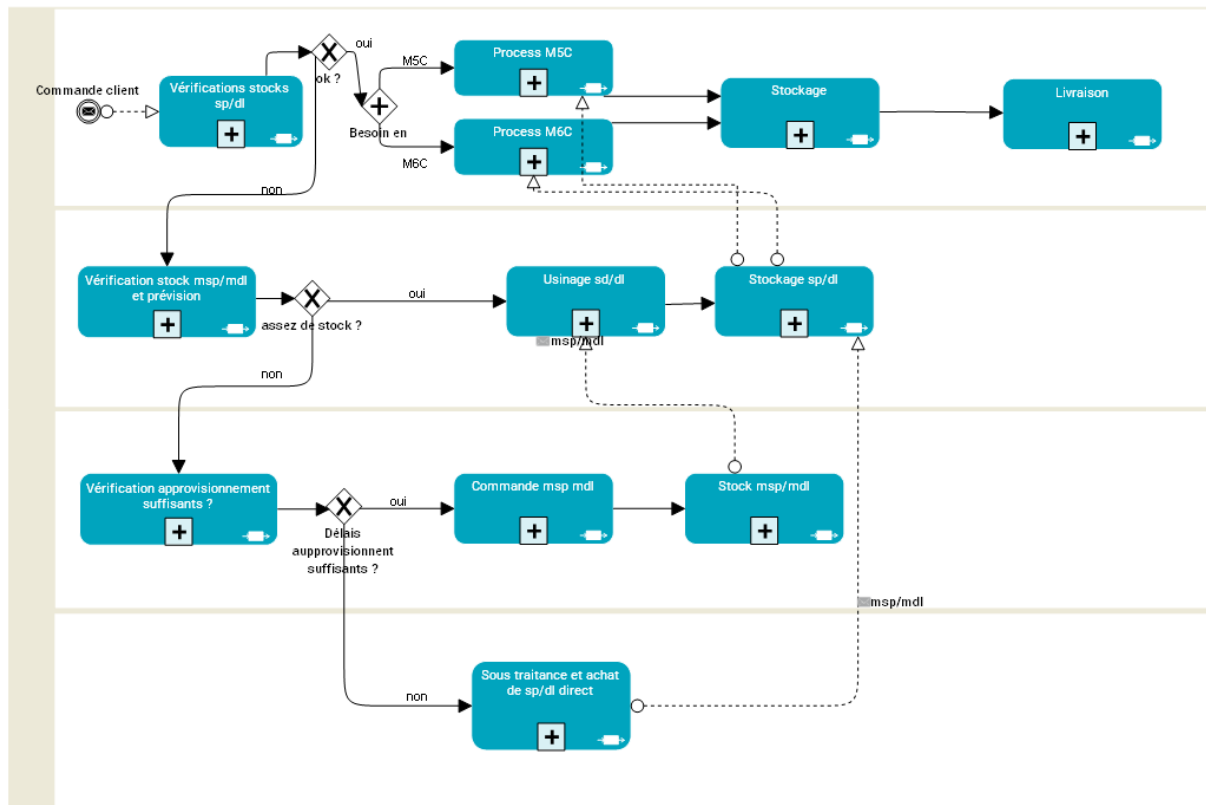 Commande client
Vérifications stocks
sp/dl
ok ?
oui
non
Besoin en
M5C
M6C
Process M5C
Process M6C
Stockage
Livraison
Vérification stock msp/mdl
et prévision
assez de stock ?
oui
non
Usinage sd/dl
msp/mdl
Stockage sp/dl
Vérification approvisionnement
suffisants ?
Délais
aupprovisionnent
suffisants ?
oui
non
Commande msp mdl
Stock msp/mdl
msp/mdl
Sous traitance et achat
de sp/dl direct